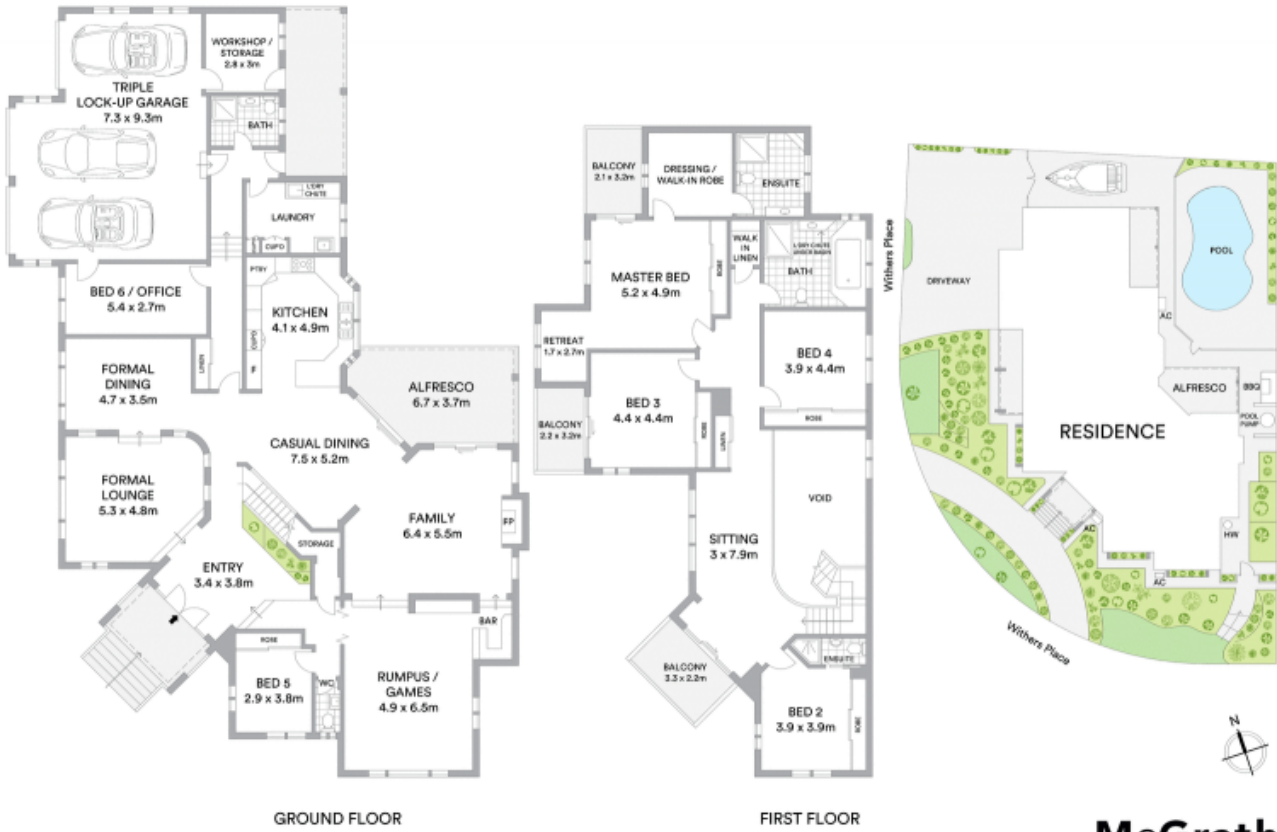 WORKSHOP /
STORAGE
2.8 x 3m
TRIPLE
LOCK-UP GARAGE
7.3 x 9.3m
BATH
L'DRY
CHUTE
LAUNDRY
CUPD
PTRY
KITCHEN
4.1 x 4.9m
CUPD
F
BED 6 / OFFICE
5.4 x 2.7m
LINEN
FORMAL
DINING
4.7 x 3.5m
ALFRESCO
6.7 x 3.7m
CASUAL DINING
7.5 x 5.2m
FORMAL
LOUNGE
5.3 x 4.8m
FAMILY
6.4 x 5.5m
FP
STORAGE
ENTRY
3.4 x 3.8m
BAR
ROBE
BED 5
2.9 x 3.8m
WC
RUMPUS /
GAMES
4.9 x 6.5m
GROUND FLOOR
BALCONY
2.1 x 3.2m
DRESSING /
WALK-IN ROBE
ENSUITE
WALK
IN
LINEN
L'DRY CHUTE
UNDER BASIN
BATH
MASTER BED
5.2 x 4.9m
ROBE
RETREAT
1.7 x 2.7m
BED 4
3.9 x 4.4m
ROBE
BED 3
4.4 x 4.4m
ROBE
LINEN
BALCONY
2.2 x 3.2m
VOID
SITTING
3 x 7.9m
BALCONY
3.3 x 2.2m
ENSUITE
BED 2
3.9 x 3.9m
ROBE
FIRST FLOOR
Withers Place
DRIVEWAY
POOL
AC
ALFRESCO
BBQ
POOL
PUMP
RESIDENCE
HW
AC
AC
Withers Place
N
McGrath